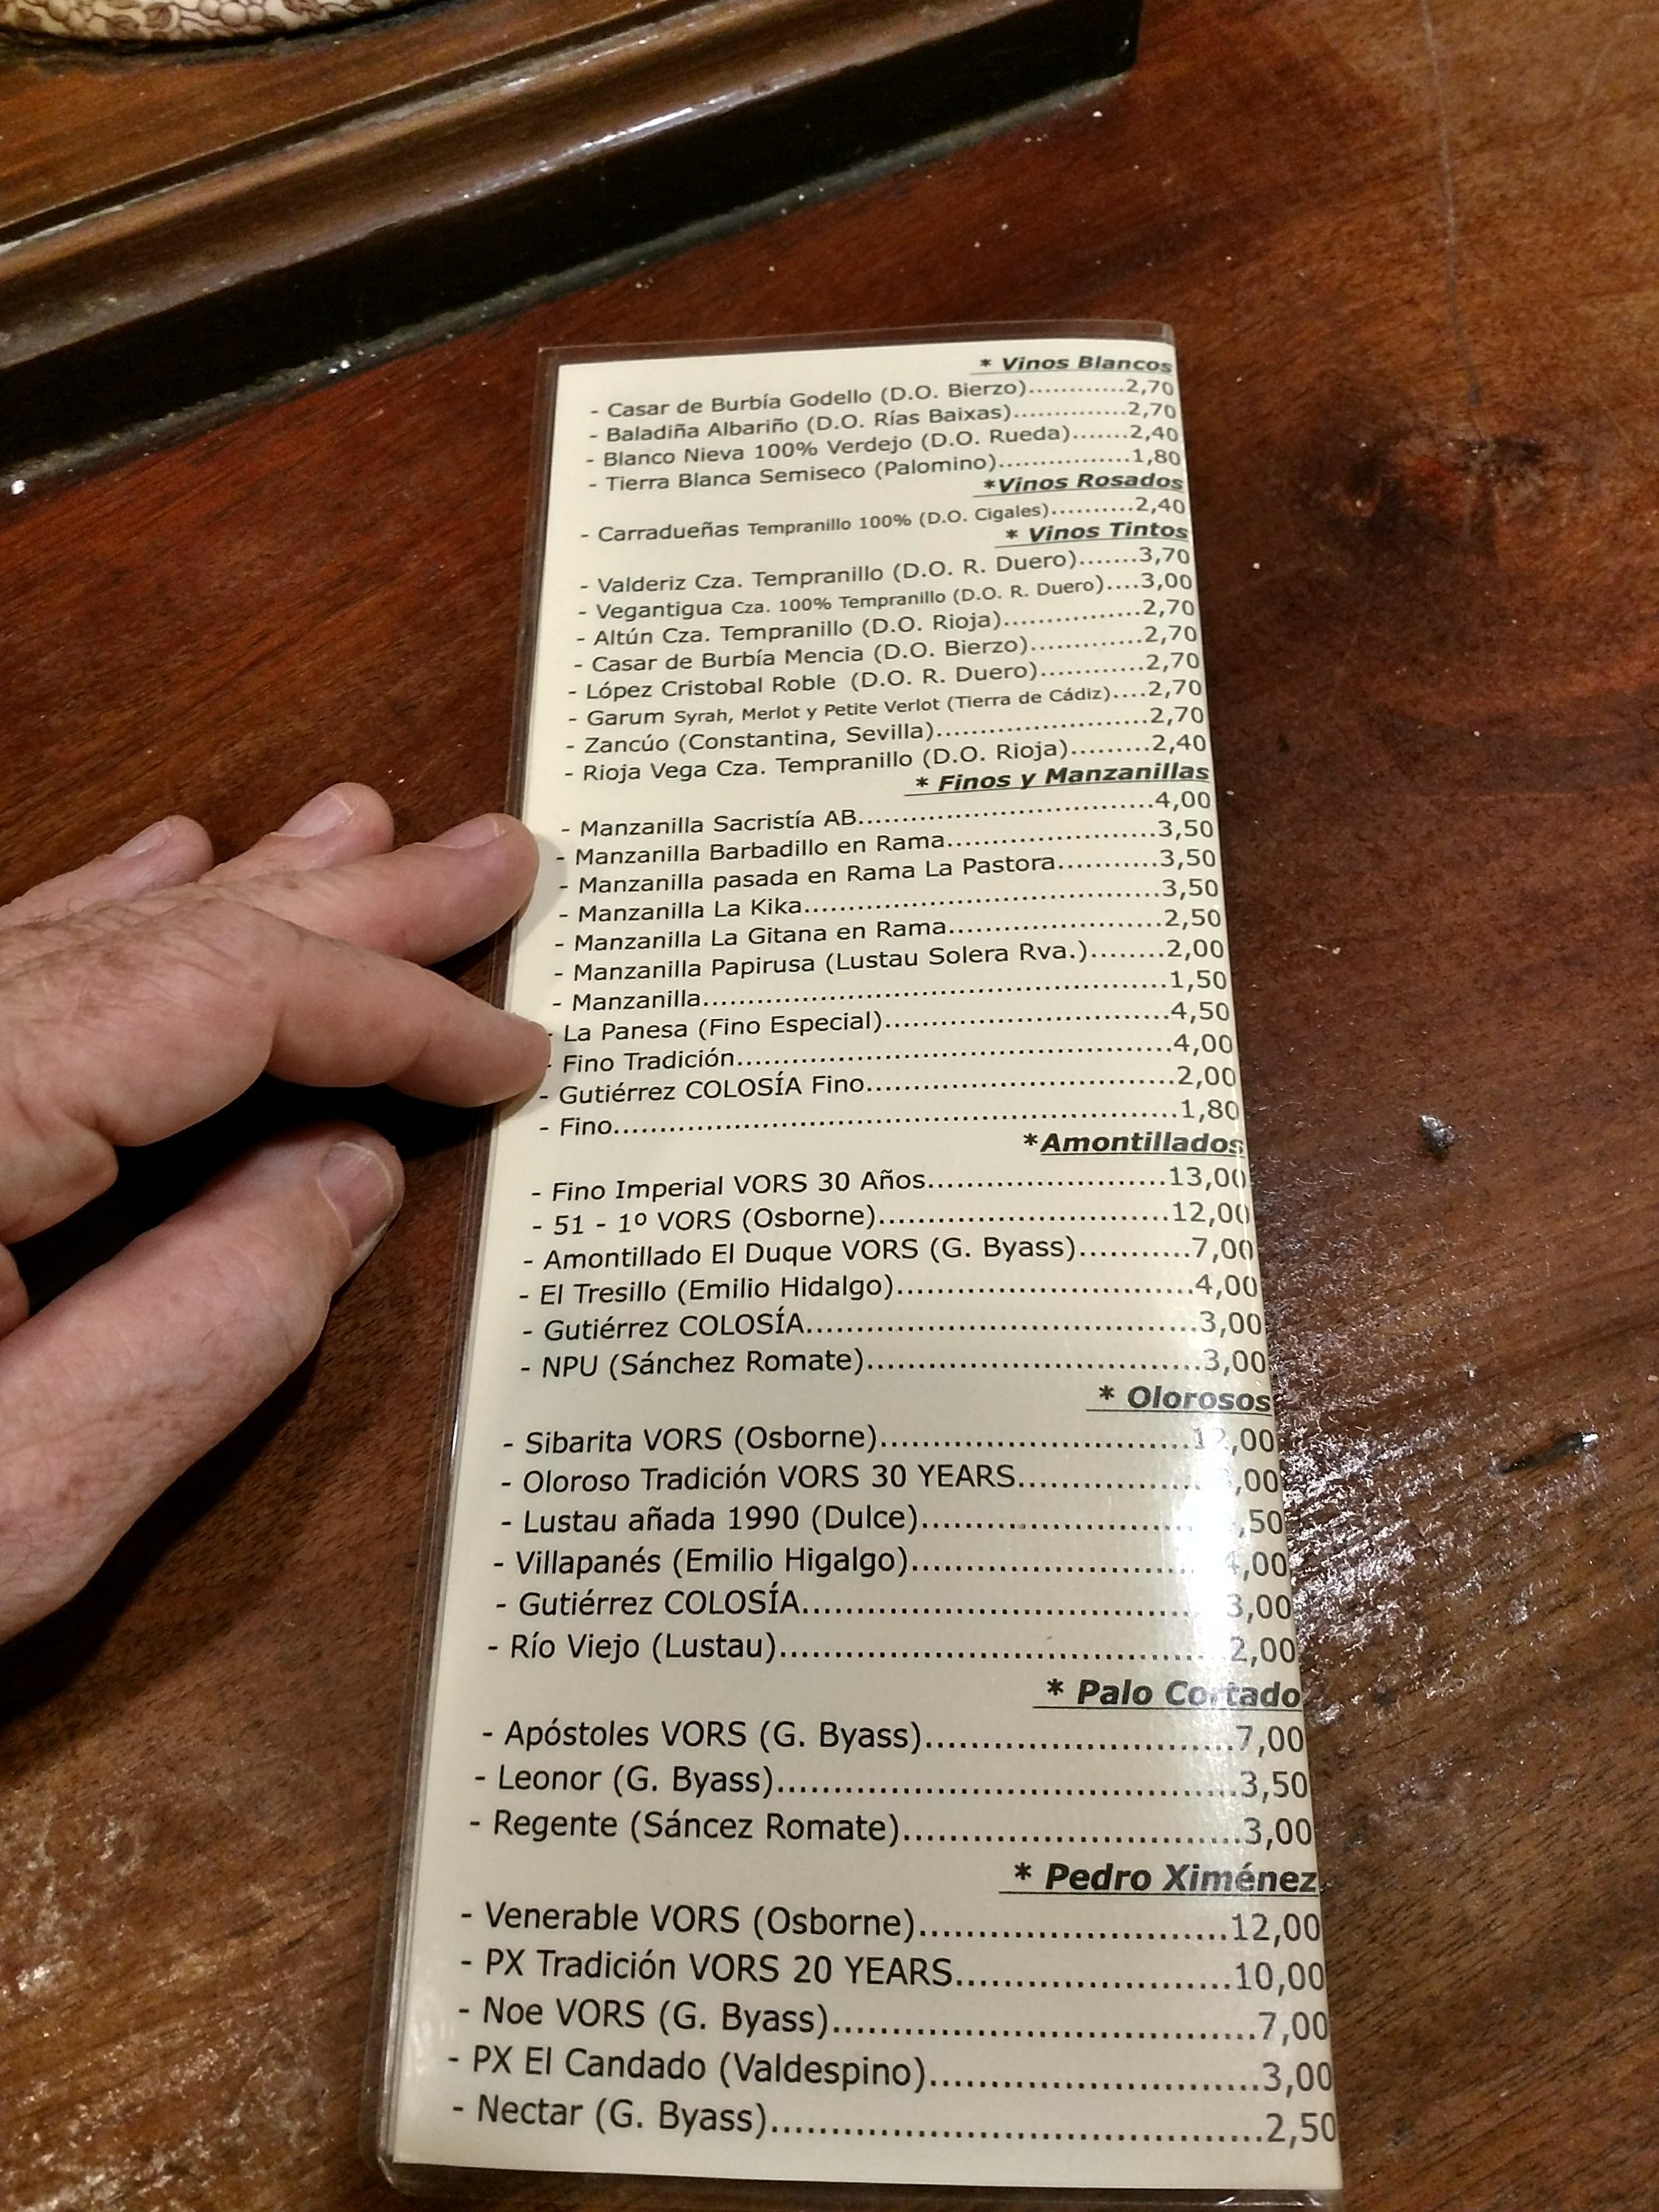 * Vinos Blancos
- Casar de Burbía Godello (D.O. Bierzo)............2,70
- Baladiña Albariño (D.O. Rías Baixas)..............2,70
- Blanco Nieva 100% Verdejo (D.O. Rueda).......2,40
- Tierra Blanca Semiseco (Palomino)................1,80
*Vinos Rosados
- Carradueñas Tempranillo 100% (D.O. Cigales)..........2,40
* Vinos Tintos
- Valderiz Cza. Tempranillo (D.O. R. Duero).......3,70
- Vegantigua Cza. 100% Tempranillo (D.O. R. Duero)....3,00
- Altún Cza. Tempranillo (D.O. Rioja)................2,70
- Casar de Burbía Mencia (D.O. Bierzo).............2,70
- López Cristobal Roble (D.O. R. Duero)............2,70
- Garum Syrah, Merlot y Petite Verlot (Tierra de Cádiz)....2,70
- Zancúo (Constantina, Sevilla).........................2,70
- Rioja Vega Cza. Tempranillo (D.O. Rioja).........2,40
* Finos y Manzanillas
- Manzanilla Sacristía AB..................................4,00
- Manzanilla Barbadillo en Rama........................3,50
- Manzanilla pasada en Rama La Pastora...........3,50
- Manzanilla La Kika.........................................3,50
- Manzanilla La Gitana en Rama.........................2,50
- Manzanilla Papirusa (Lustau Solera Rva.)........2,00
- Manzanilla.....................................................1,50
- La Panesa (Fino Especial)................................4,50
- Fino Tradición.................................................4,00
- Gutiérrez COLOSÍA Fino...................................2,00
- Fino................................................................1,80
*Amontillados
- Fino Imperial VORS 30 Años.........................13,00
- 51 - 1º VORS (Osborne)...............................12,00
- Amontillado El Duque VORS (G. Byass)...........7,00
- El Tresillo (Emilio Hidalgo)..............................4,00
- Gutiérrez COLOSÍA........................................3,00
- NPU (Sánchez Romate)..................................3,00
* Olorosos
- Sibarita VORS (Osborne)...............................12,00
- Oloroso Tradición VORS 30 YEARS...................,00
- Lustau añada 1990 (Dulce)............................,50
- Villapanés (Emilio Higalgo)............................4,00
- Gutiérrez COLOSÍA.......................................3,00
- Río Viejo (Lustau).........................................2,00
* Palo Cortado
- Apóstoles VORS (G. Byass)............................7,00
- Leonor (G. Byass).........................................3,50
- Regente (Sáncez Romate)..............................3,00
* Pedro Ximénez
- Venerable VORS (Osborne)............................12,00
- PX Tradición VORS 20 YEARS........................10,00
- Noe VORS (G. Byass)....................................7,00
- PX El Candado (Valdespino)...........................3,00
- Nectar (G. Byass).........................................2,50